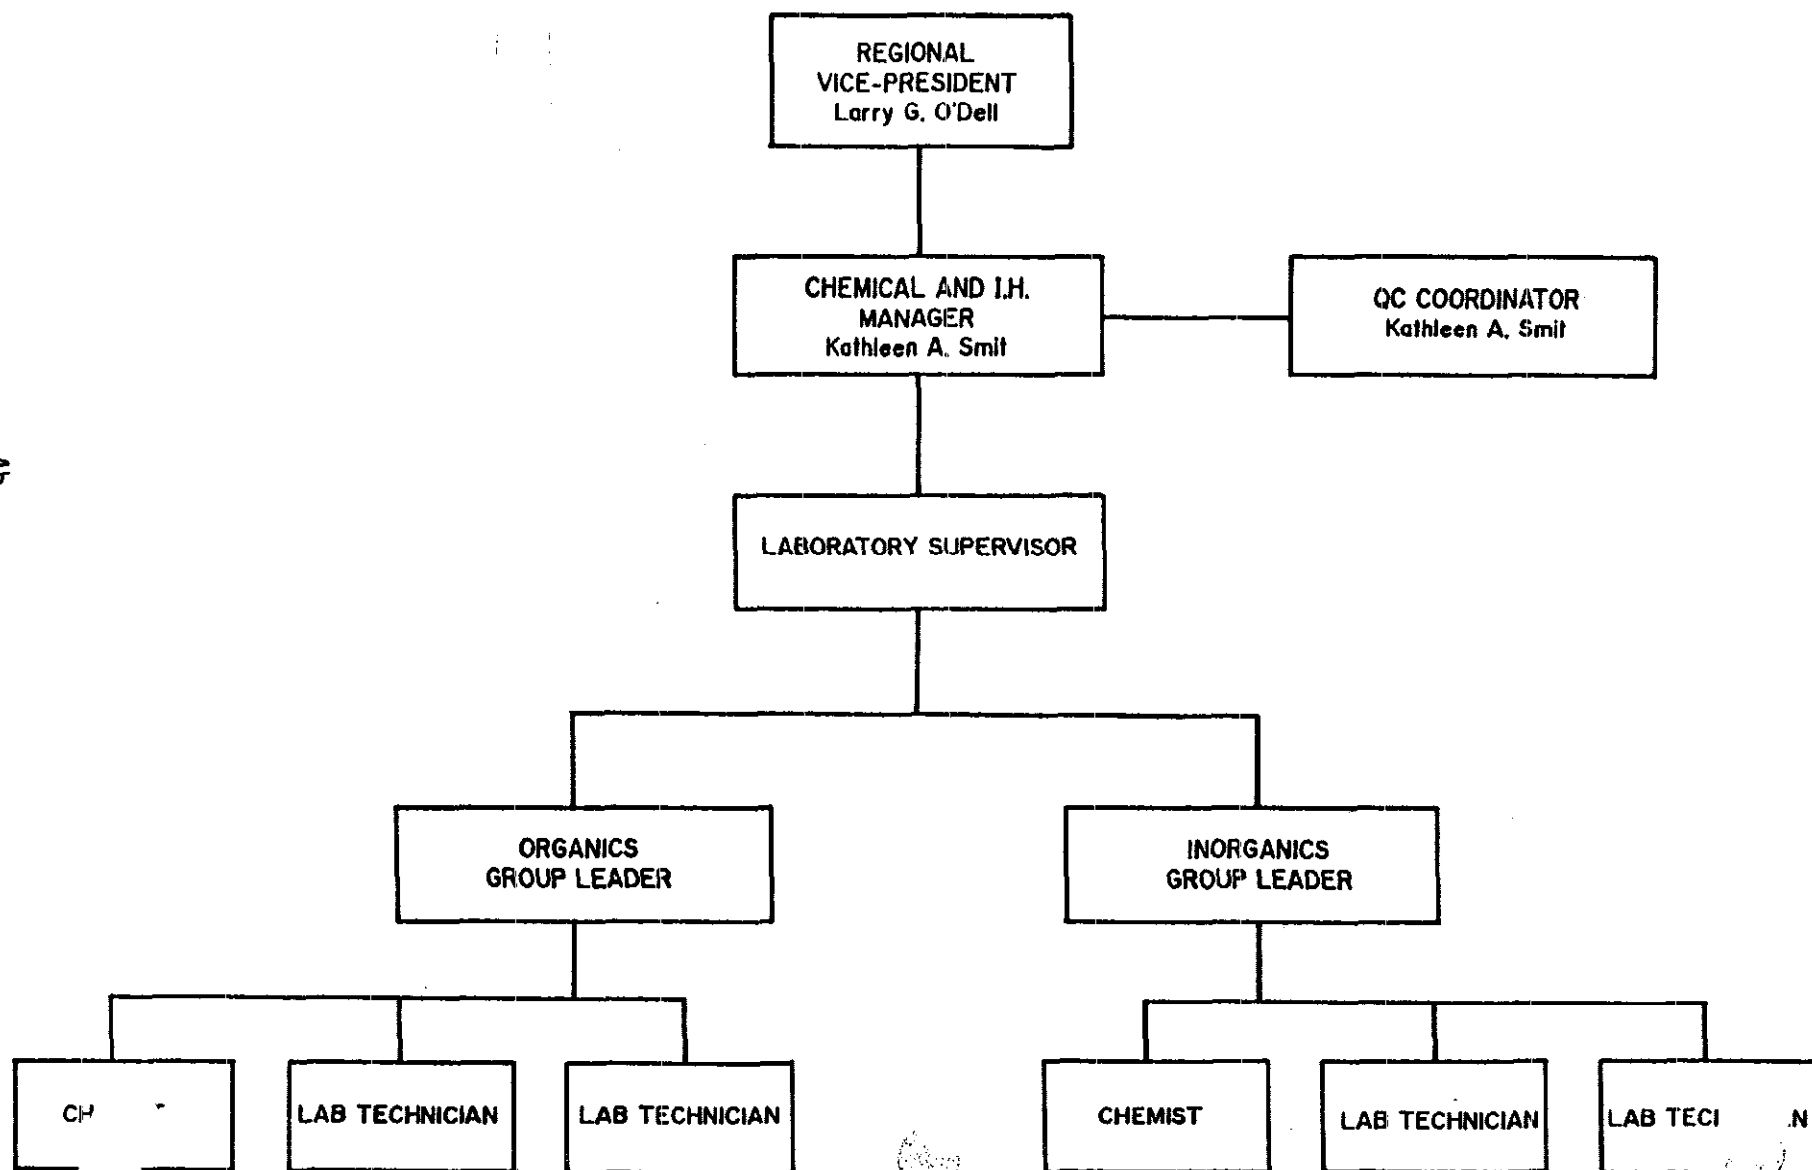 REGIONAL
VICE-PRESIDENT
Larry G. O'Dell
CHEMICAL AND I.H.
MANAGER
Kathleen A. Smit
QC COORDINATOR
Kathleen A. Smit
LABORATORY SUPERVISOR
ORGANICS
GROUP LEADER
INORGANICS
GROUP LEADER
LAB TECHNICIAN
LAB TECHNICIAN
CHEMIST
LAB TECHNICIAN
LAB